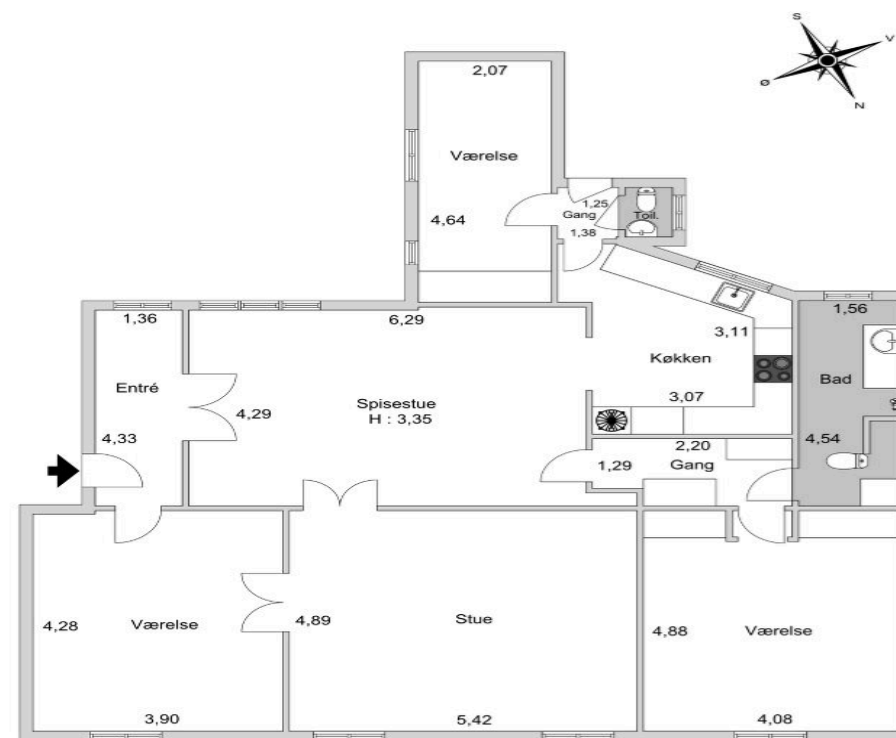 S
V
Ø
N
2,07
Værelse
4,64
1,25
Gang
1,38
Toil.
1,36
Entré
4,33
6,29
4,29
Spisestue
H : 3,35
3,11
Køkken
3,07
1,56
Bad
4,54
2,20
1,29
Gang
4,28
Værelse
3,90
4,89
Stue
5,42
4,88
Værelse
4,08